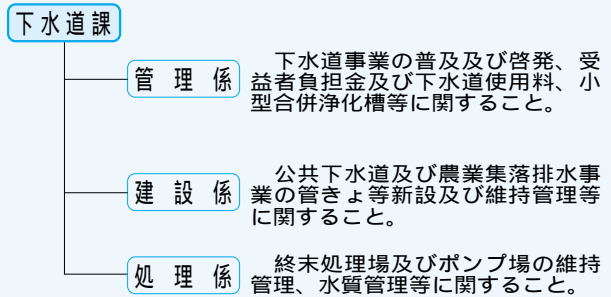 下水道課
管理係
下水道事業の普及及び啓発、受
益者負担金及び下水道使用料、小
型合併浄化槽等に関すること。
建設係
公共下水道及び農業集落排水事
業の管きょ等新設及び維持管理等
に関すること。
処理係
終末処理場及びポンプ場の維持
管理、水質管理等に関すること。